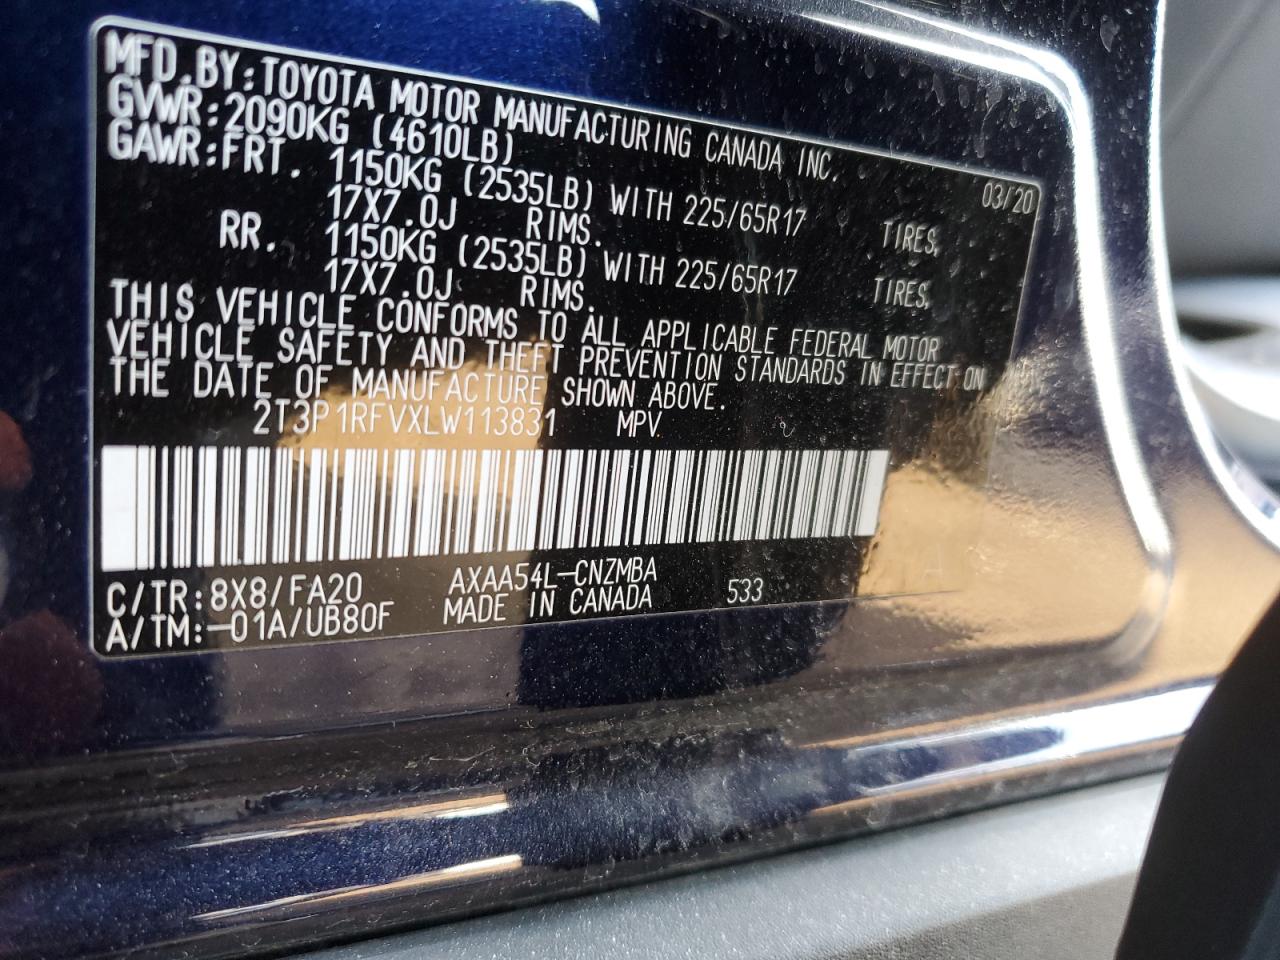 MFD.BY:TOYOTA MOTOR MANUFACTURING CANADA INC.
GVWR:2090KG (4610LB) 03/20
GAWR:FRT. 1150KG (2535LB) WITH 225/65R17 TIRES,
17X7.0J RIMS.
RR. 1150KG (2535LB) WITH 225/65R17 TIRES,
17X7.0J RIMS.
THIS VEHICLE CONFORMS TO ALL APPLICABLE FEDERAL MOTOR
VEHICLE SAFETY AND THEFT PREVENTION STANDARDS IN EFFECT ON
THE DATE OF MANUFACTURE SHOWN ABOVE.
2T3P1RFVXLW113831 MPV
C/TR:8X8/FA20 AXAA54L-CNZMBA
A/TM:-01A/UB80F MADE IN CANADA 533